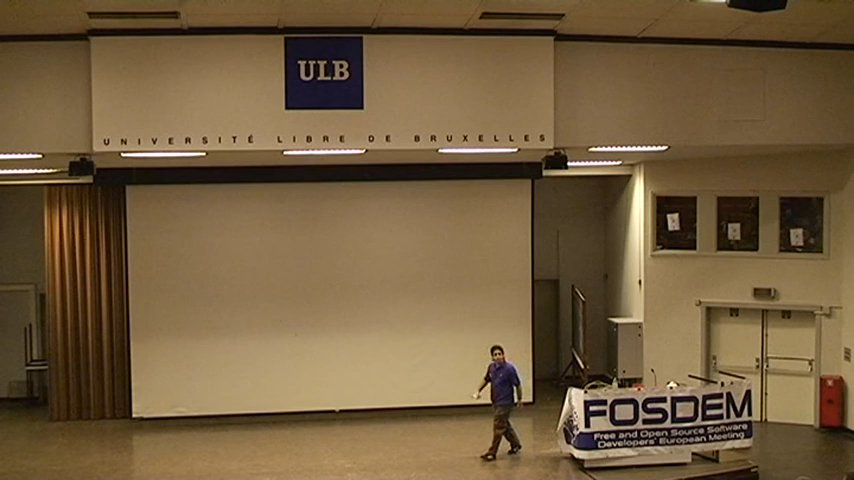 ULB
UNIVERSITÉ LIBRE DE BRUXELLES
FOSDEM
Free and Open Source Software
Developers' European Meeting